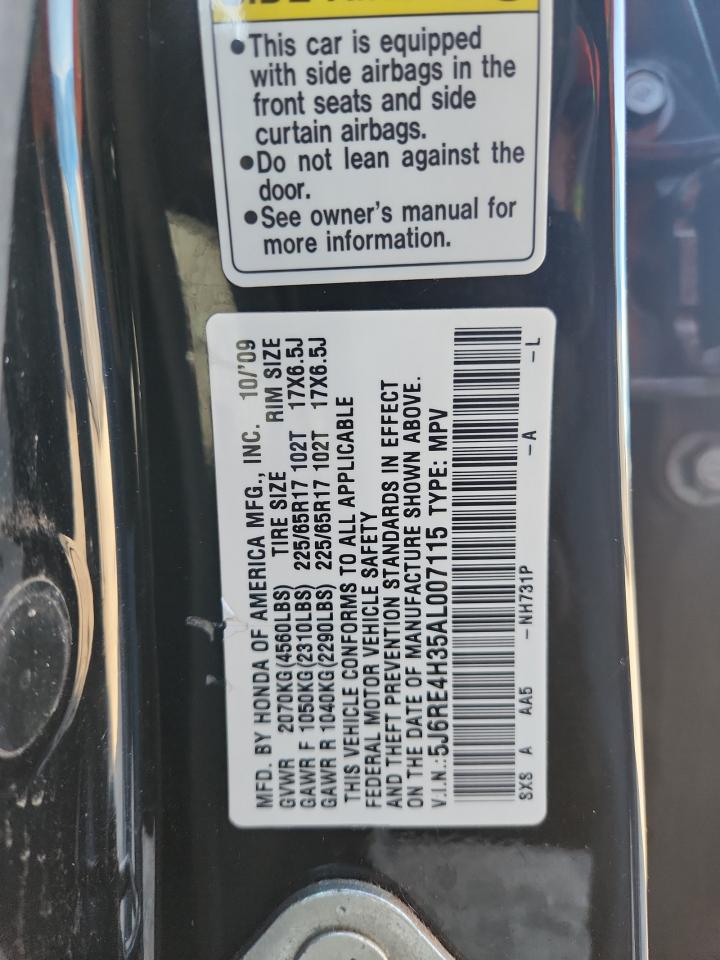 SIDE AIRBAGS
•This car is equipped
with side airbags in the
front seats and side
curtain airbags.
•Do not lean against the
door.
•See owner's manual for
more information.
MFD. BY HONDA OF AMERICA MFG., INC. 10/'09
GVWR 2070KG(4560LBS) TIRE SIZE RIM SIZE
GAWR F 1050KG(2310LBS) 225/65R17 102T 17X6.5J
GAWR R 1040KG(2290LBS) 225/65R17 102T 17X6.5J
THIS VEHICLE CONFORMS TO ALL APPLICABLE
FEDERAL MOTOR VEHICLE SAFETY
AND THEFT PREVENTION STANDARDS IN EFFECT
ON THE DATE OF MANUFACTURE SHOWN ABOVE.
V.I.N.:5J6RE4H35AL007115 TYPE: MPV
SXS A AA5 -NH731P -A -L